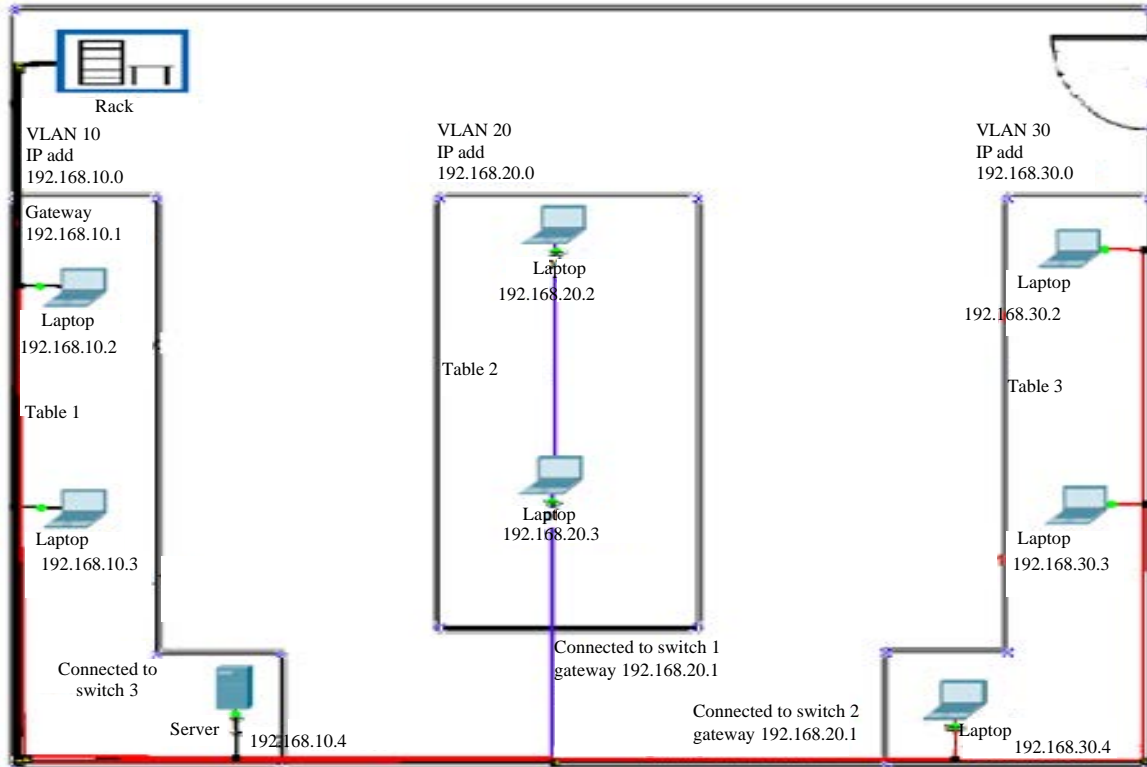 Rack
VLAN 10
IP add
192.168.10.0
Gateway
192.168.10.1
Laptop
192.168.10.2
Table 1
Laptop
192.168.10.3
Connected to
switch 3
Server
192.168.10.4
VLAN 20
IP add
192.168.20.0
Laptop
192.168.20.2
Table 2
Laptop
192.168.20.3
Connected to switch 1
gateway 192.168.20.1
VLAN 30
IP add
192.168.30.0
Laptop
192.168.30.2
Table 3
Laptop
192.168.30.3
Connected to switch 2
gateway 192.168.20.1
Laptop
192.168.30.4